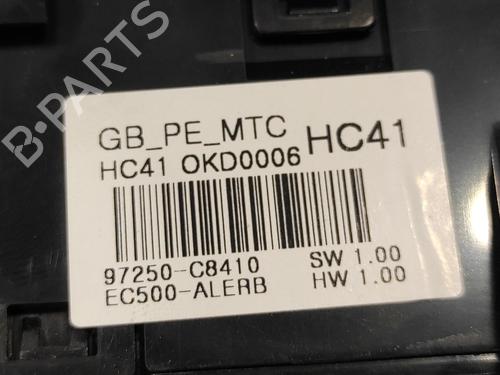 B-PARTS
GB_PE_MTC
HC41 OKD0006 HC41
97250-C8410 SW 1.00
EC500-ALERB HW 1.00